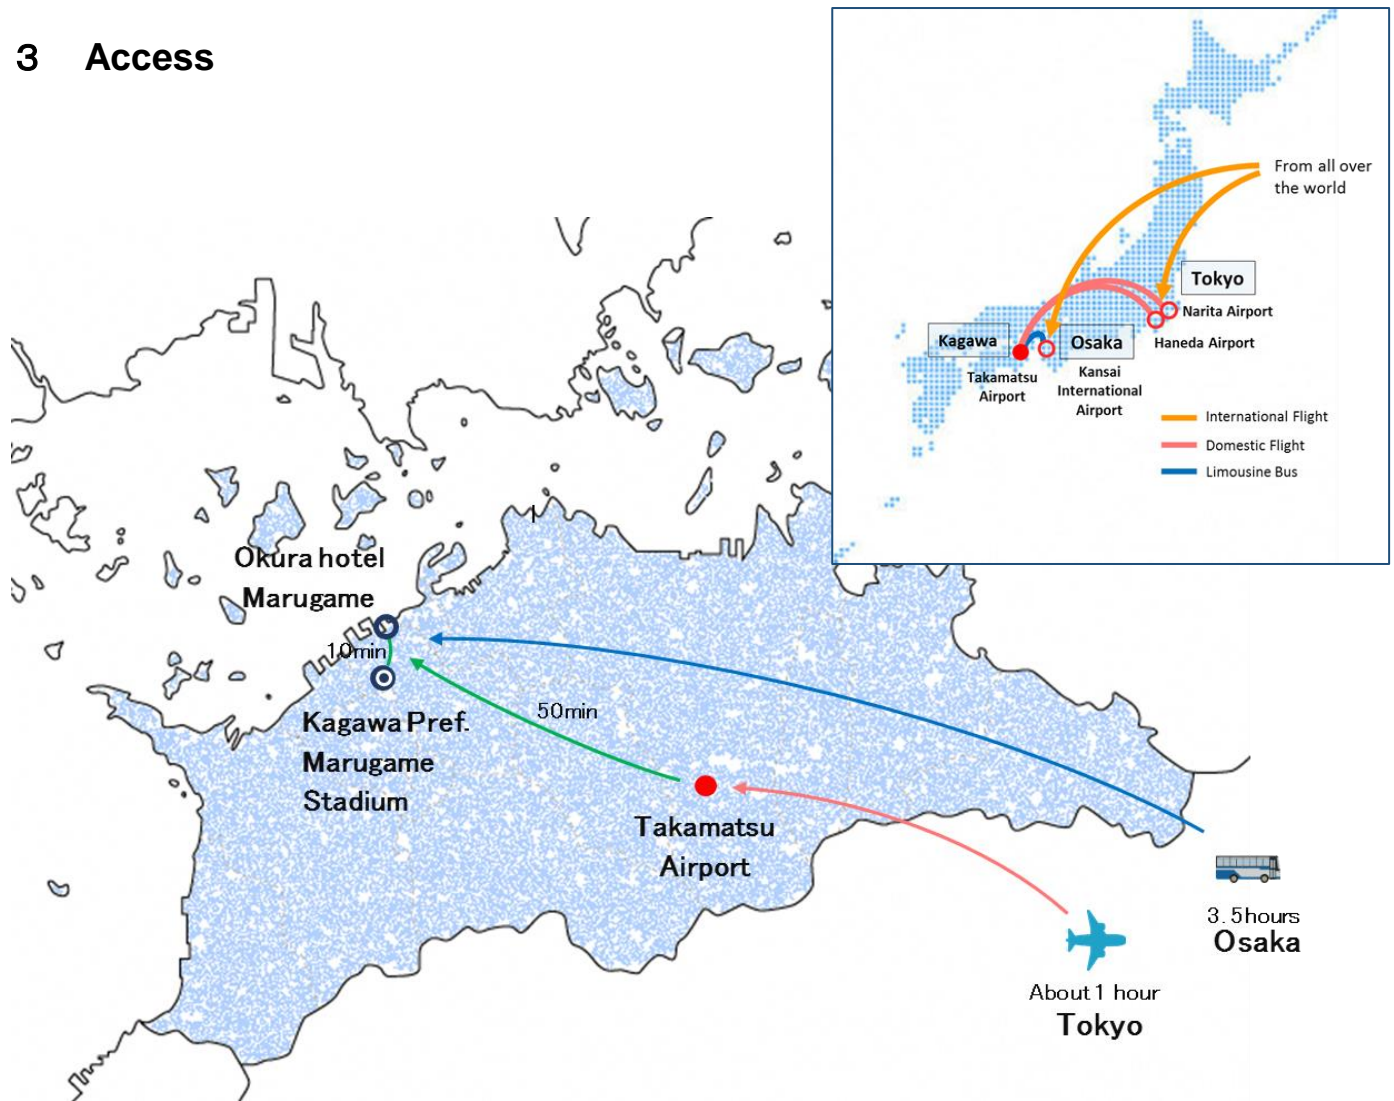 3 Access
From all over
the world
Tokyo
Narita Airport
Haneda Airport
Kagawa
Osaka
Takamatsu
Airport
Kansai
International
Airport
International Flight
Domestic Flight
Limousine Bus
Okura hotel
Marugame
10min
Kagawa Pref.
Marugame
Stadium
50min
Takamatsu
Airport
3.5hours
Osaka
About 1 hour
Tokyo